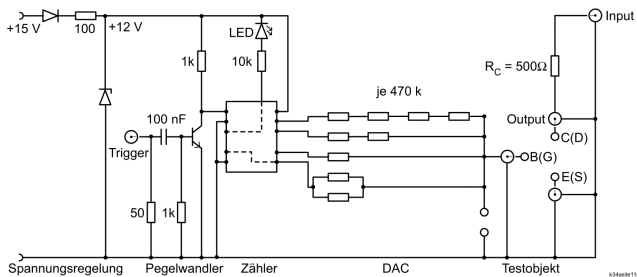 +15 V
100
+12 V
LED
1k
10k
je 470 k
Input
R_C = 500Ω
Output
C(D)
100 nF
Trigger
B(G)
E(S)
50
1k
Spannungsregelung
Pegelwandler
Zähler
DAC
Testobjekt
k34seite11